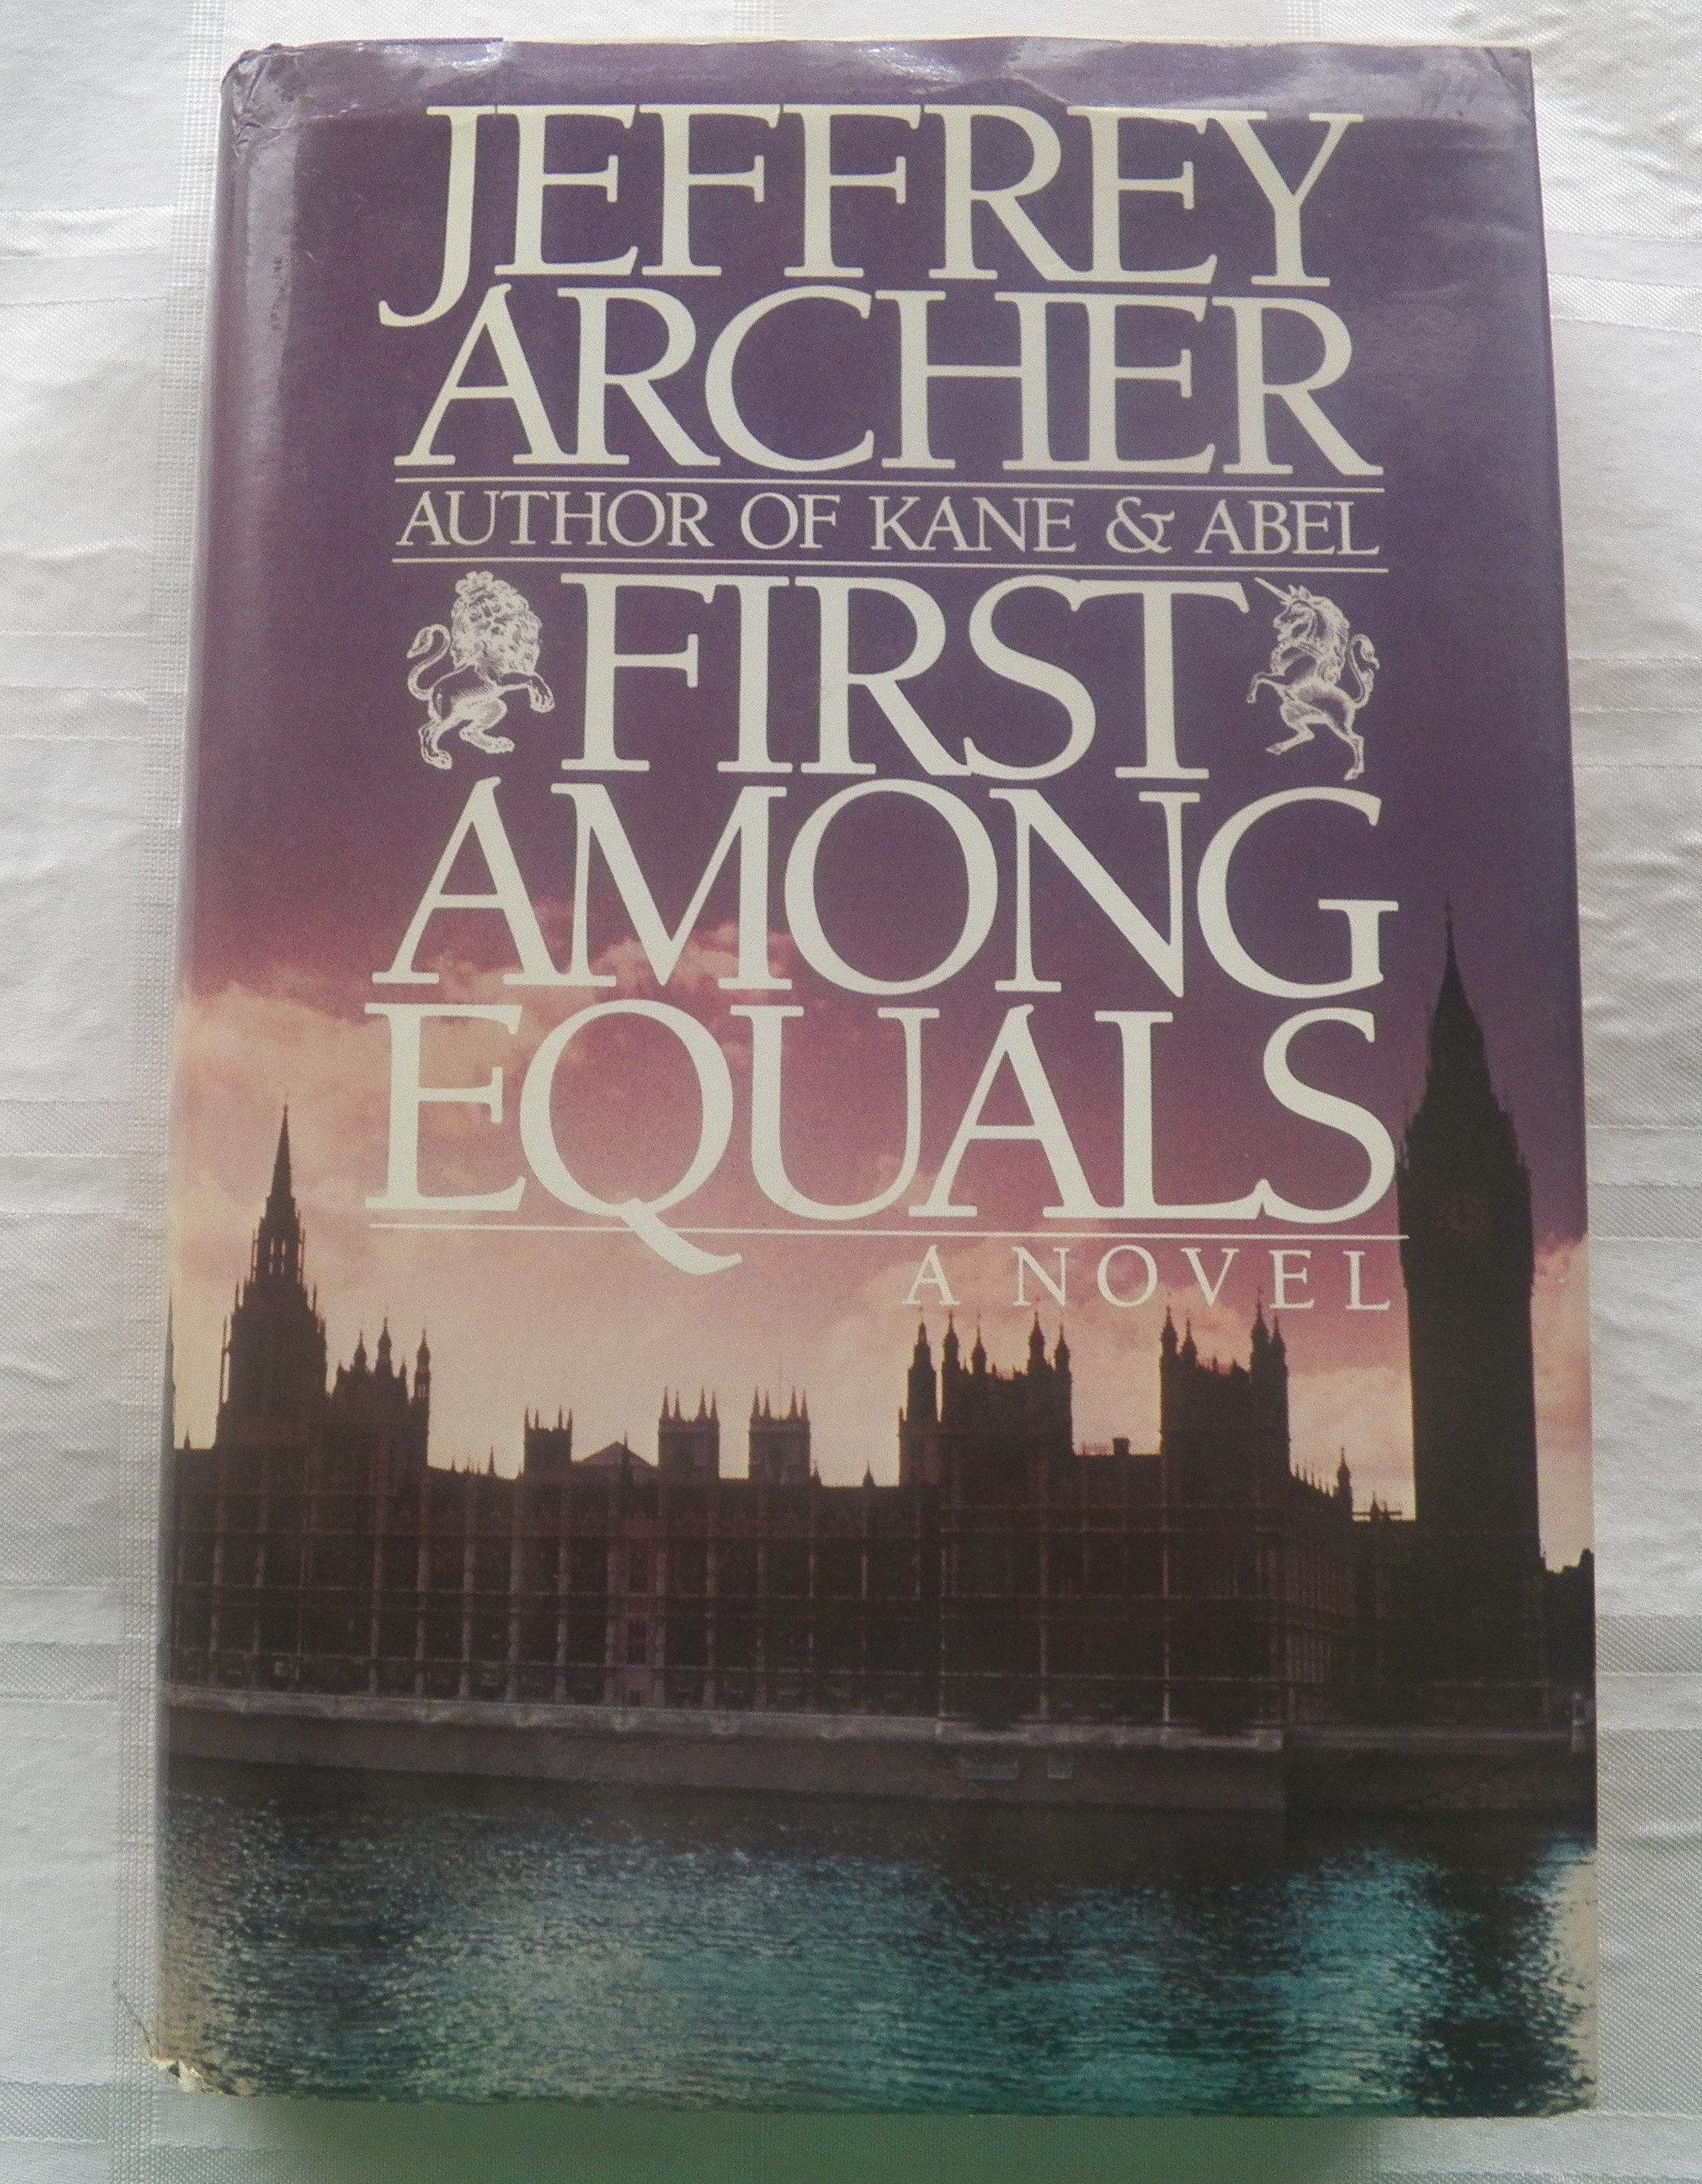 JEFFREY
ARCHER
AUTHOR OF KANE & ABEL
FIRST
AMONG
EQUALS
A NOVEL